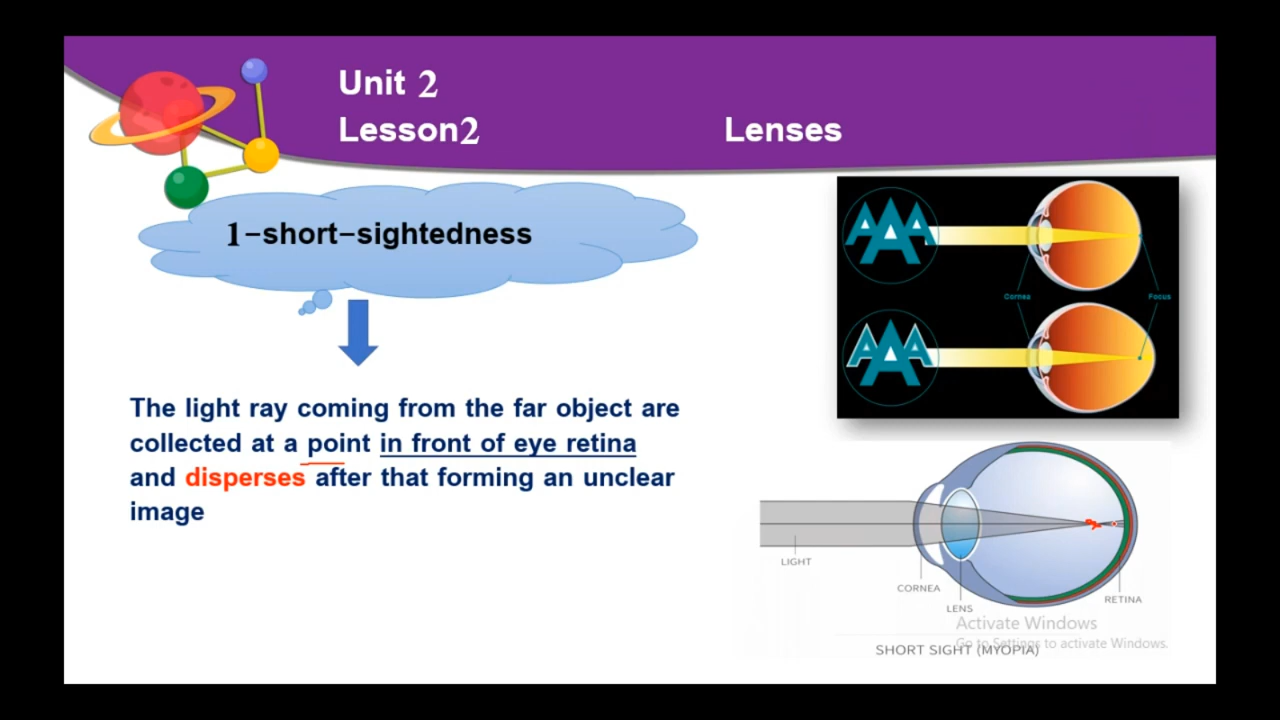 Unit 2
Lesson2
Lenses
1-short-sightedness
The light ray coming from the far object are
collected at a point in front of eye retina
and disperses after that forming an unclear
image
AAA
Cornea
Focus
AAA
LIGHT
CORNEA
LENS
RETINA
Activate Windows
Go to Settings to activate Windows.
SHORT SIGHT (MYOPIA)